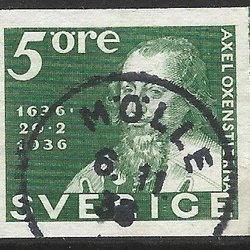 5 öre
1636 ·
20 · 2
1936
AXEL OXENSTIERNA
MÖLLE
6 11
SVERIGE